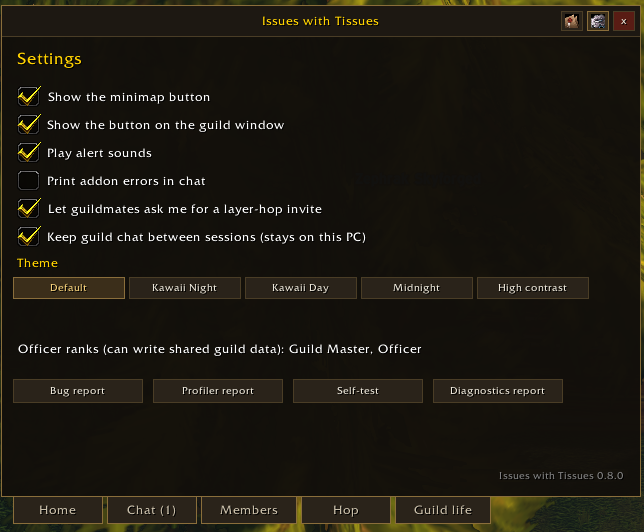 Issues with Tissues
x
Settings
Show the minimap button
Show the button on the guild window
Play alert sounds
Print addon errors in chat
Let guildmates ask me for a layer-hop invite
Keep guild chat between sessions (stays on this PC)
Theme
Default Kawaii Night Kawaii Day Midnight High contrast
Officer ranks (can write shared guild data): Guild Master, Officer
Bug report Profiler report Self-test Diagnostics report
Issues with Tissues 0.8.0
Home Chat (1) Members Hop Guild life